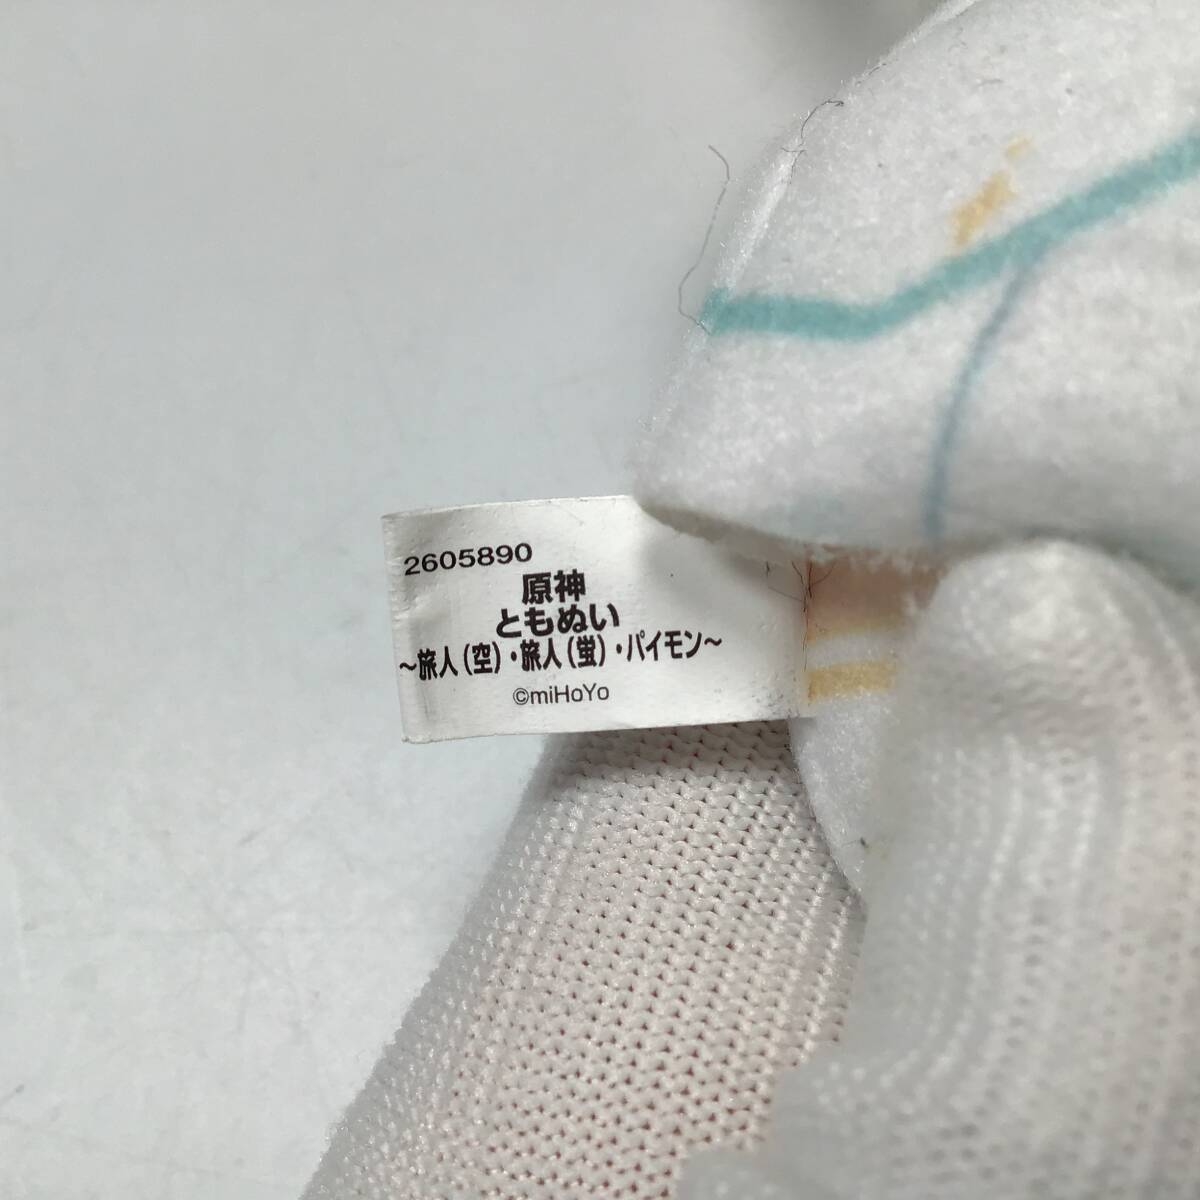 2605890
原神
ともぬい
～旅人(空)・旅人(蛍)・パイモン～
©miHoYo